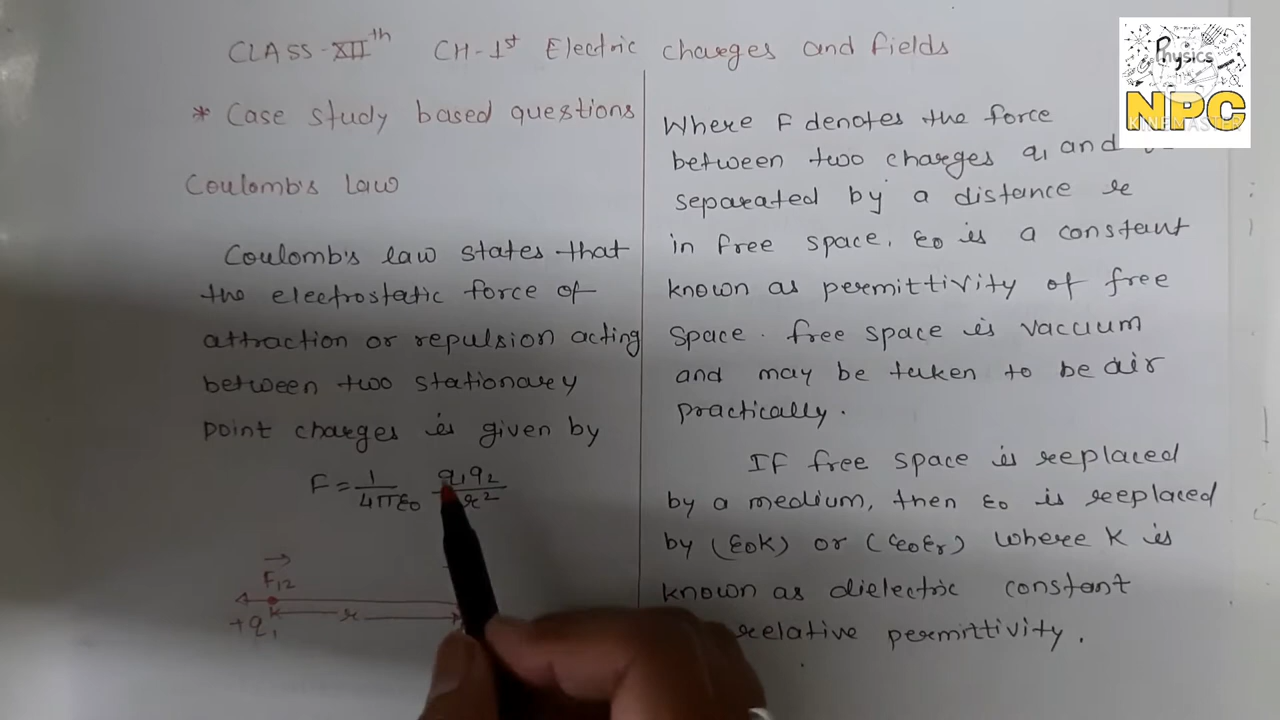 CLASS-XIIth CH-1st Electric charges and fields
* Case study based questions
Coulomb's law
Coulomb's law states that
the electrostatic force of
attraction or repulsion acting
between two stationary
point charges is given by
F = 1/4πε0 q1q2/r2
F12
r
+q1
Where F denotes the force
between two charges q1 and
separated by a distance r
in free space, ε0 is a constant
known as permittivity of free
space. free space is vacuum
and may be taken to be air
practically.
If free space is replaced
by a medium, then ε0 is replaced
by (ε0k) or (ε0εr) where k is
known as dielectric constant
relative permittivity.
Physics
NPC
KINEMASTER